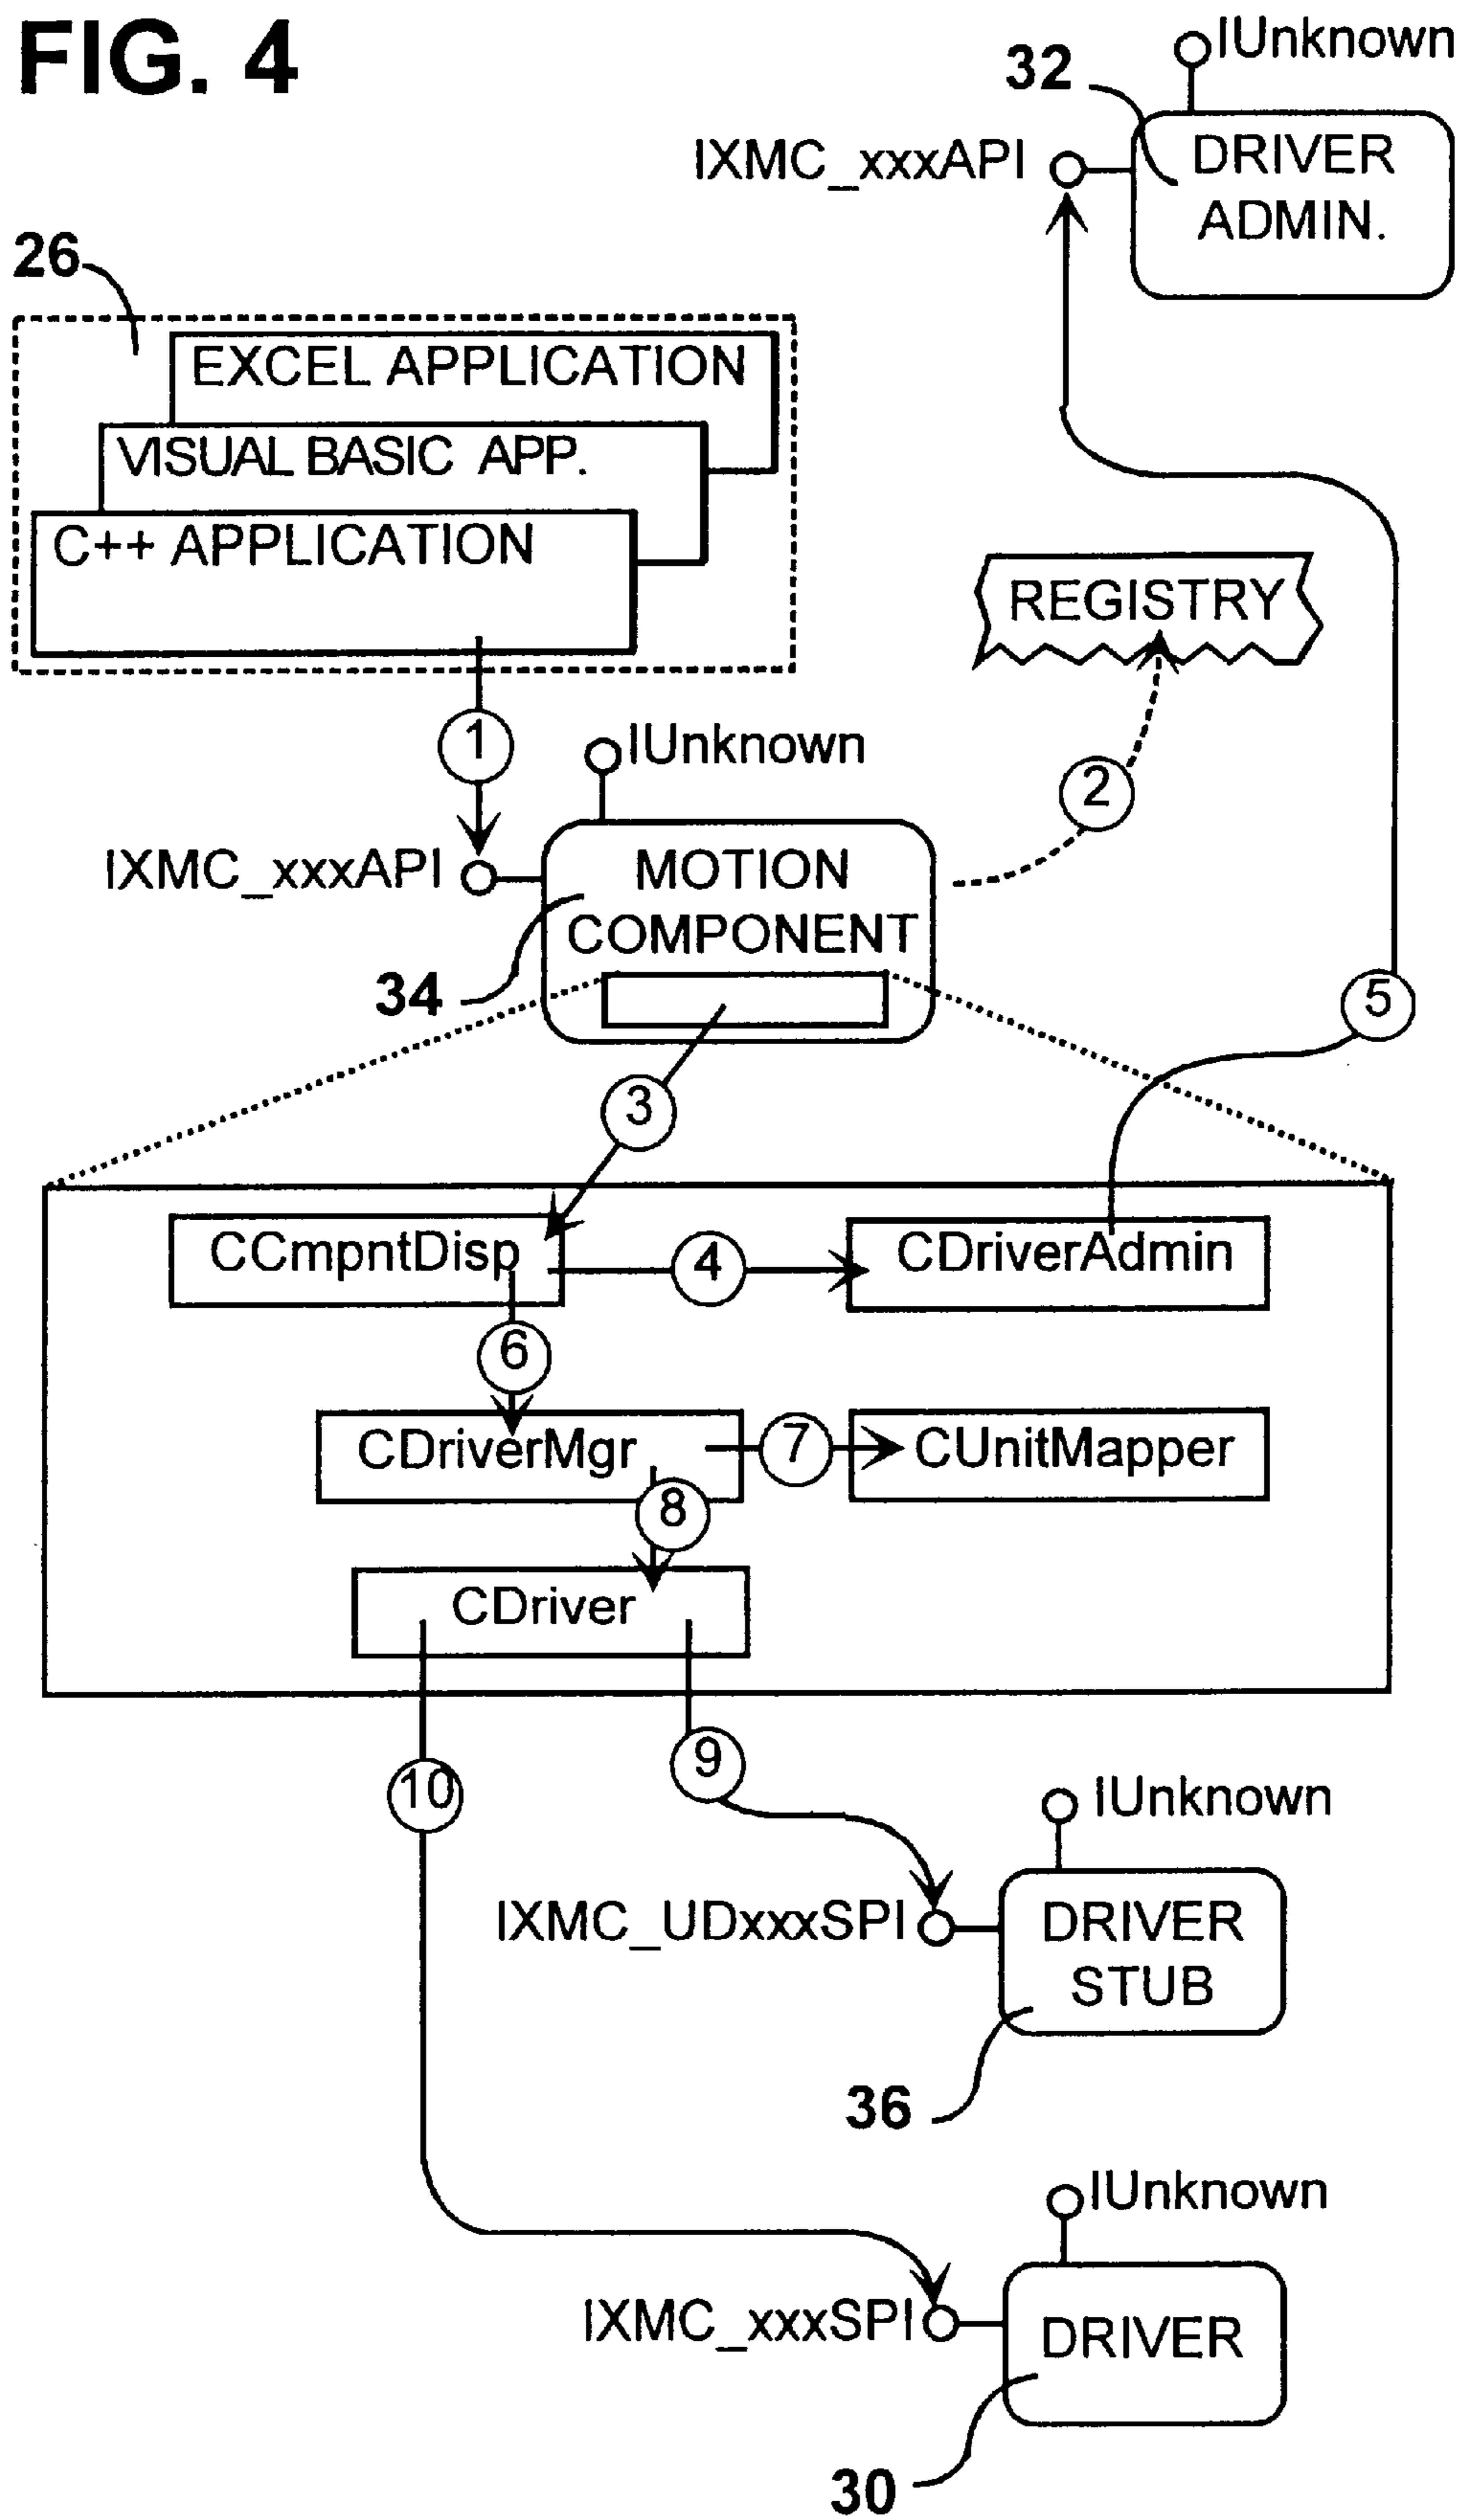 FIG. 4
IUnknown
32
IXMC_xxxAPI
DRIVER
ADMIN.
26
EXCEL APPLICATION
VISUAL BASIC APP.
C++ APPLICATION
REGISTRY
1
IUnknown
2
IXMC_xxxAPI
MOTION
COMPONENT
34
5
3
CCmpntDisp
4
CDriverAdmin
6
CDriverMgr
7
CUnitMapper
8
CDriver
9
10
IUnknown
IXMC_UDxxxSPI
DRIVER
STUB
36
IUnknown
IXMC_xxxSPI
DRIVER
30